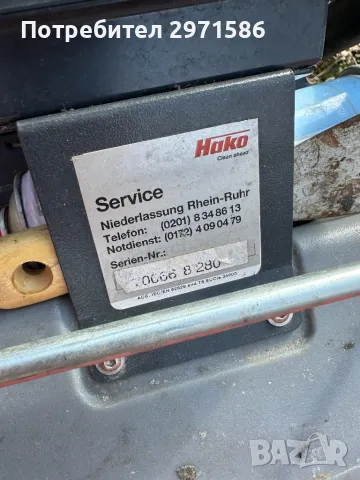 Потребител 2971586
Hako
Clean ahead
Service
Niederlassung Rhein-Ruhr
Telefon: (0201) 8 34 86 13
Notdienst: (0172) 4 09 04 79
Serien-Nr.:
0066 8 280
BAZAR